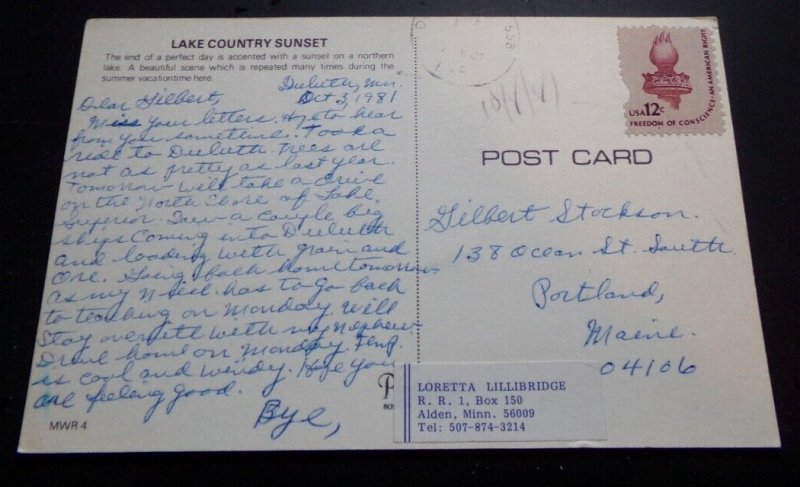 LAKE COUNTRY SUNSET
The end of a perfect day is accented with a sunset on a northern
lake. A beautiful scene which is repeated many times during the
summer vacationtime here.
Duluth, Mn.
Oct 3, 1981
Dear Gilbert,
Miss your letters. Hope to hear
from you sometime. Took a
ride to Duluth trees are
not as pretty as last year.
Tomorrow will take a drive
on the North Shore of Lake
Superior. Saw a couple big
ships coming into Duluth
and loading with grain and
ore. Going back home tomorrow
as my niece has to go back
to teaching on Monday. Will
stay overnite with my nephew
Drive home on Monday. Temp.
is cool and windy. Hope you
are feeling good.
Bye,
MWR 4
USA 12c
FREEDOM OF CONSCIENCE-AN AMERICAN RIGHT
POST CARD
Gilbert Stockson.
138 Ocean St. South
Portland,
Maine.
04106
LORETTA LILLIBRIDGE
R. R. 1, Box 150
Alden, Minn. 56009
Tel: 507-874-3214